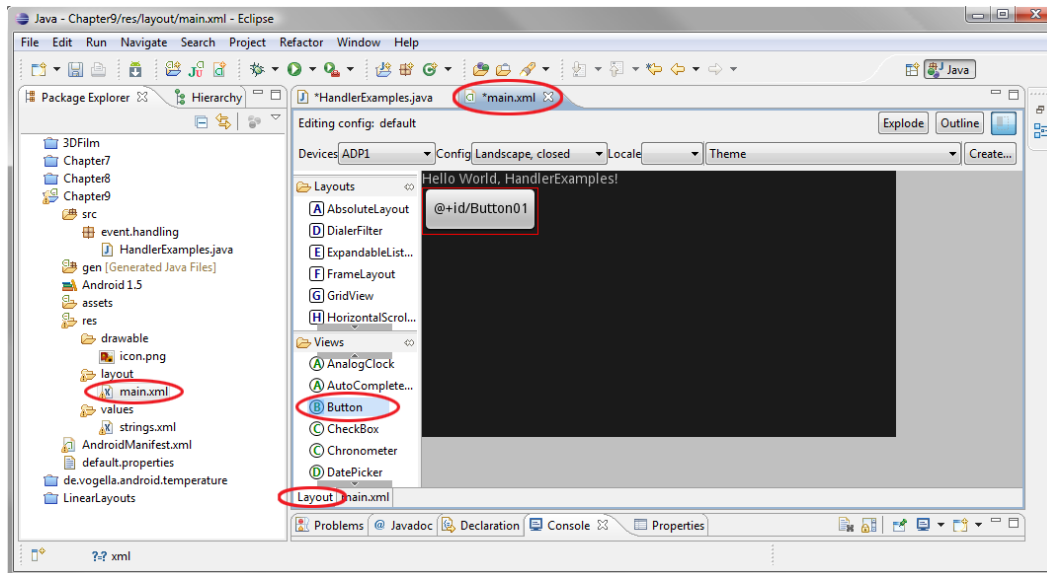 Java - Chapter9/res/layout/main.xml - Eclipse
File Edit Run Navigate Search Project Refactor Window Help
Java
Package Explorer Hierarchy
3DFilm
Chapter7
Chapter8
Chapter9
src
event.handling
HandlerExamples.java
gen [Generated Java Files]
Android 1.5
assets
res
drawable
icon.png
layout
main.xml
values
strings.xml
AndroidManifest.xml
default.properties
de.vogella.android.temperature
LinearLayouts
*HandlerExamples.java *main.xml
Editing config: default Explode Outline
Devices ADP1 Config Landscape, closed Locale Theme Create...
Layouts
AbsoluteLayout
DialerFilter
ExpandableList...
FrameLayout
GridView
HorizontalScrol...
Views
AnalogClock
AutoComplete...
Button
CheckBox
Chronometer
DatePicker
Hello World, HandlerExamples!
@+id/Button01
Layout main.xml
Problems @ Javadoc Declaration Console Properties
?=? xml